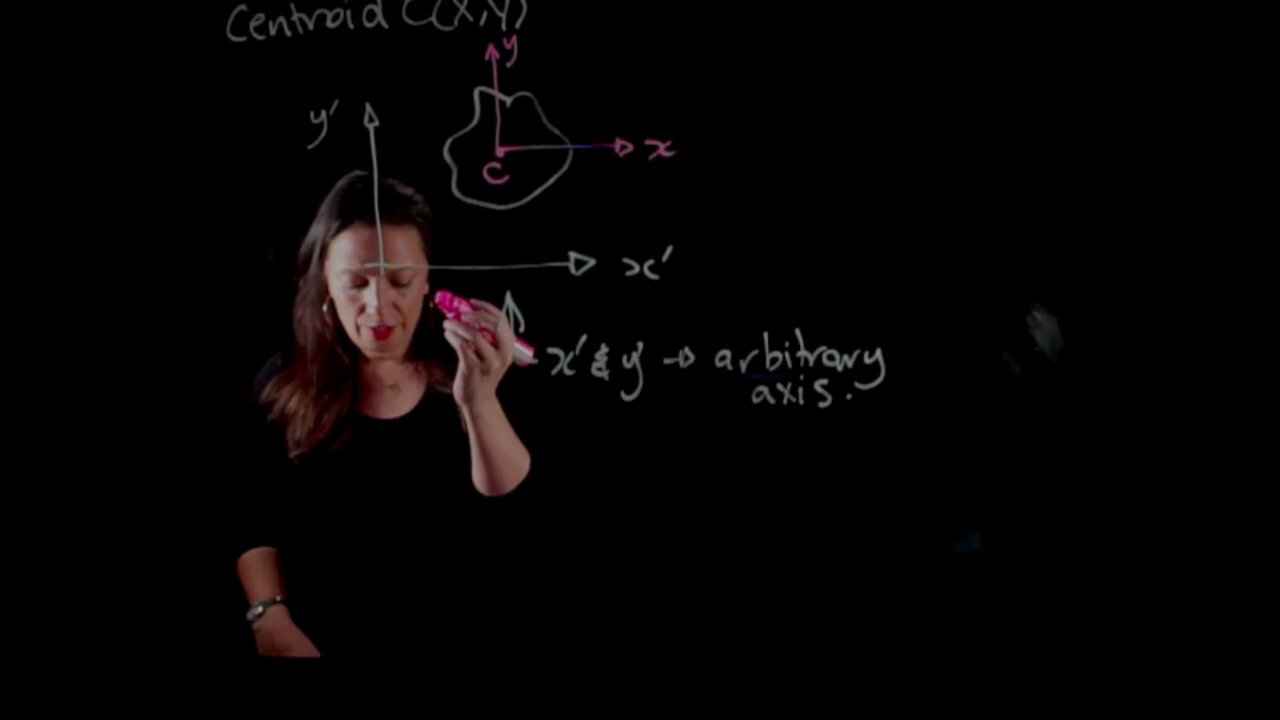 Centroid C(x,y)
y
y'
x
C
x'
x' & y' → arbitrary
axis.